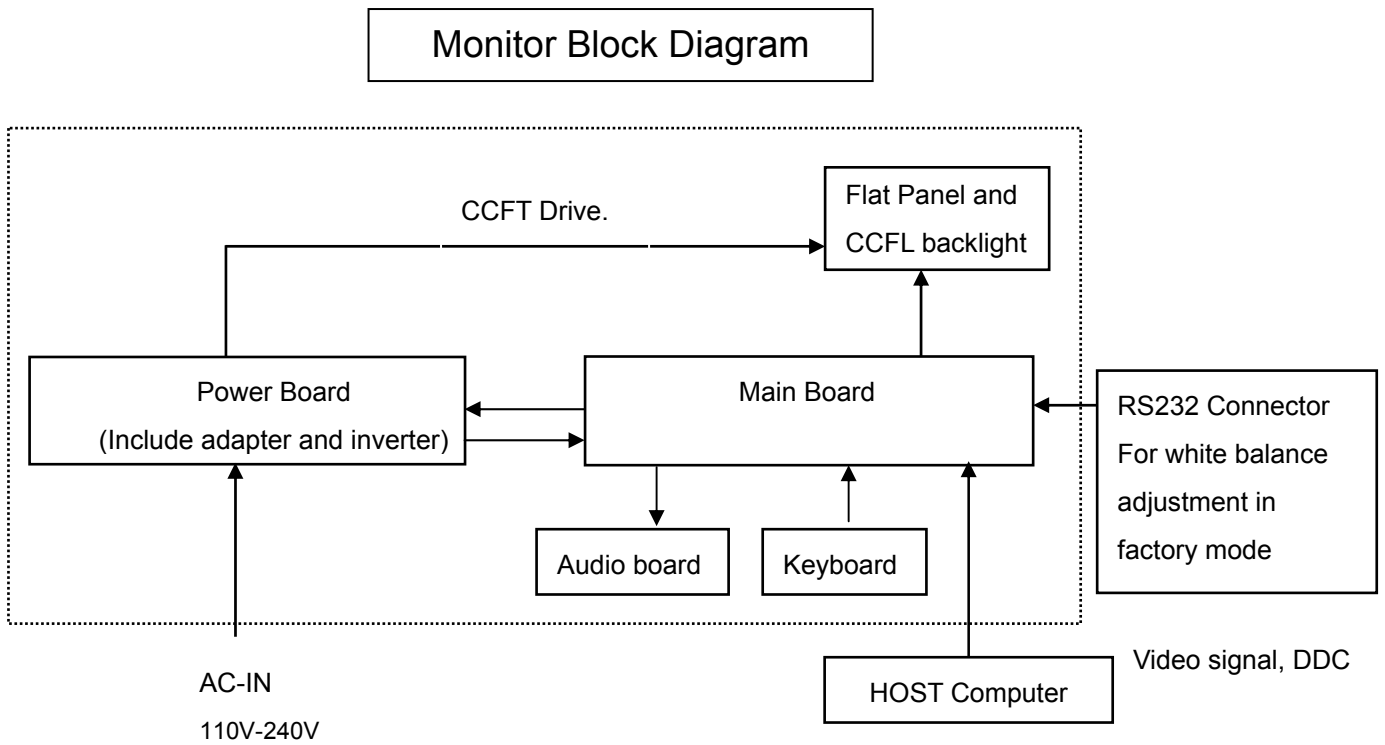 Monitor Block Diagram
CCFT Drive.
Flat Panel and
CCFL backlight
Power Board
(Include adapter and inverter)
Main Board
RS232 Connector
For white balance
adjustment in
factory mode
Audio board
Keyboard
AC-IN
110V-240V
HOST Computer
Video signal, DDC